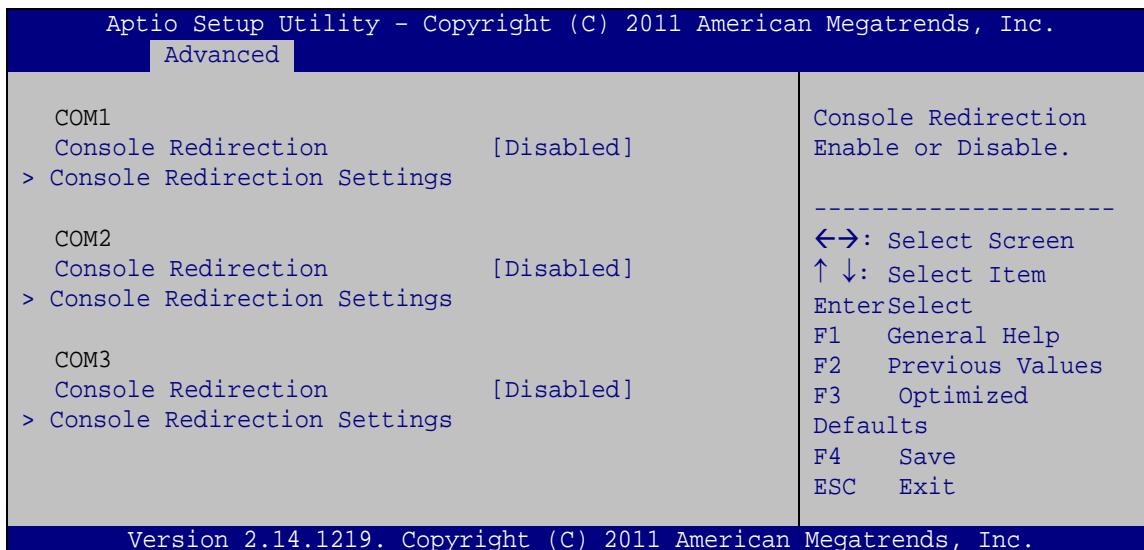 Aptio Setup Utility – Copyright (C) 2011 American Megatrends, Inc.
Advanced
COM1
Console Redirection [Disabled]
> Console Redirection Settings
COM2
Console Redirection [Disabled]
> Console Redirection Settings
COM3
Console Redirection [Disabled]
> Console Redirection Settings
Console Redirection
Enable or Disable.
---------------------
←→: Select Screen
↑ ↓: Select Item
EnterSelect
F1 General Help
F2 Previous Values
F3 Optimized
Defaults
F4 Save
ESC Exit
Version 2.14.1219. Copyright (C) 2011 American Megatrends, Inc.